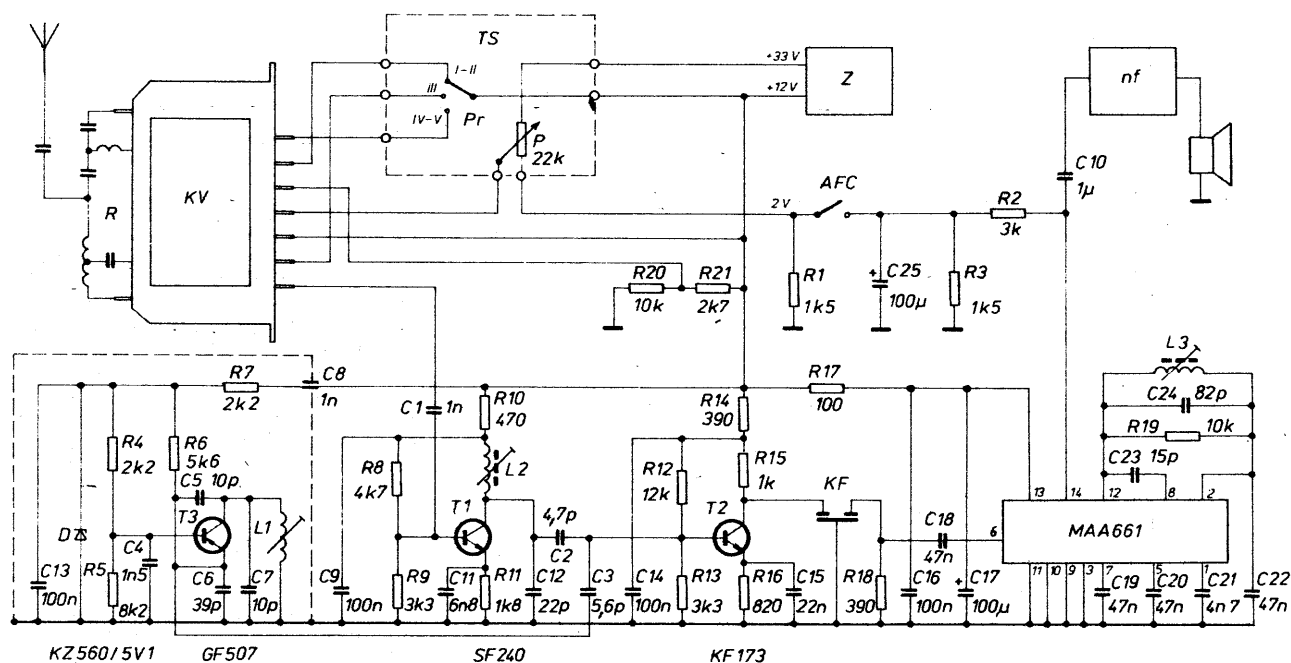 TS
+33 V
+12V
Z
nf
I-II
III
IV-V
Pr
P
22k
KV
R
C10
1µ
AFC
2 V
R2
3k
R20
10k
R21
2k7
R1
1k5
C25
+
100µ
R3
1k5
L3
C24
82p
R19
10k
C23
15p
R7
2k2
C8
1n
C1
1n
R10
470
R14
390
R17
100
R4
2k2
R6
5k6
C5
10p
R8
4k7
L2
R12
12k
R15
1k
KF
T3
L1
T1
4,7p
C2
T2
C18
47n
13
14
12
8
2
6
MAA661
11
10
9
3
7
5
1
D
C4
1n5
R5
8k2
C13
100n
C6
39p
C7
10p
C9
100n
R9
3k3
C11
6n8
R11
1k8
C12
22p
C3
5,6p
C14
100n
R13
3k3
R16
820
C15
22n
R18
390
C16
100n
C17
+
100µ
C19
47n
C20
47n
C21
4n7
C22
47n
KZ560/5V1
GF507
SF240
KF173